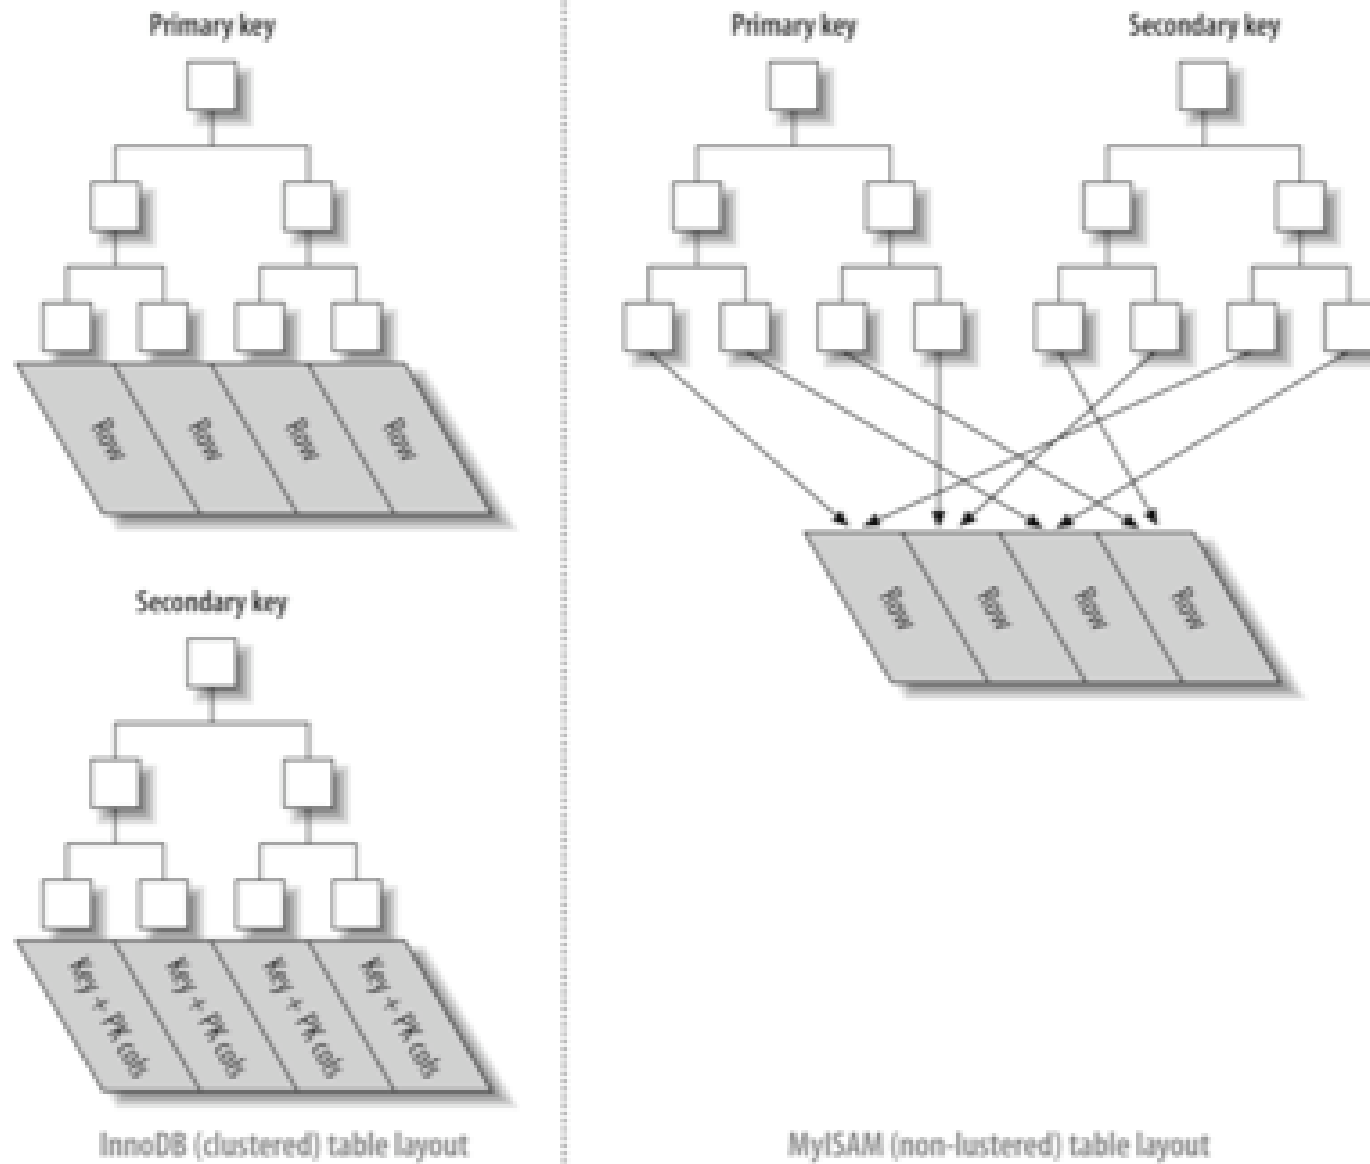 Primary key
Row
Row
Row
Row
Secondary key
Key + PK cols
Key + PK cols
Key + PK cols
Key + PK cols
InnoDB (clustered) table layout
Primary key
Secondary key
Row
Row
Row
Row
MyISAM (non-lustered) table layout